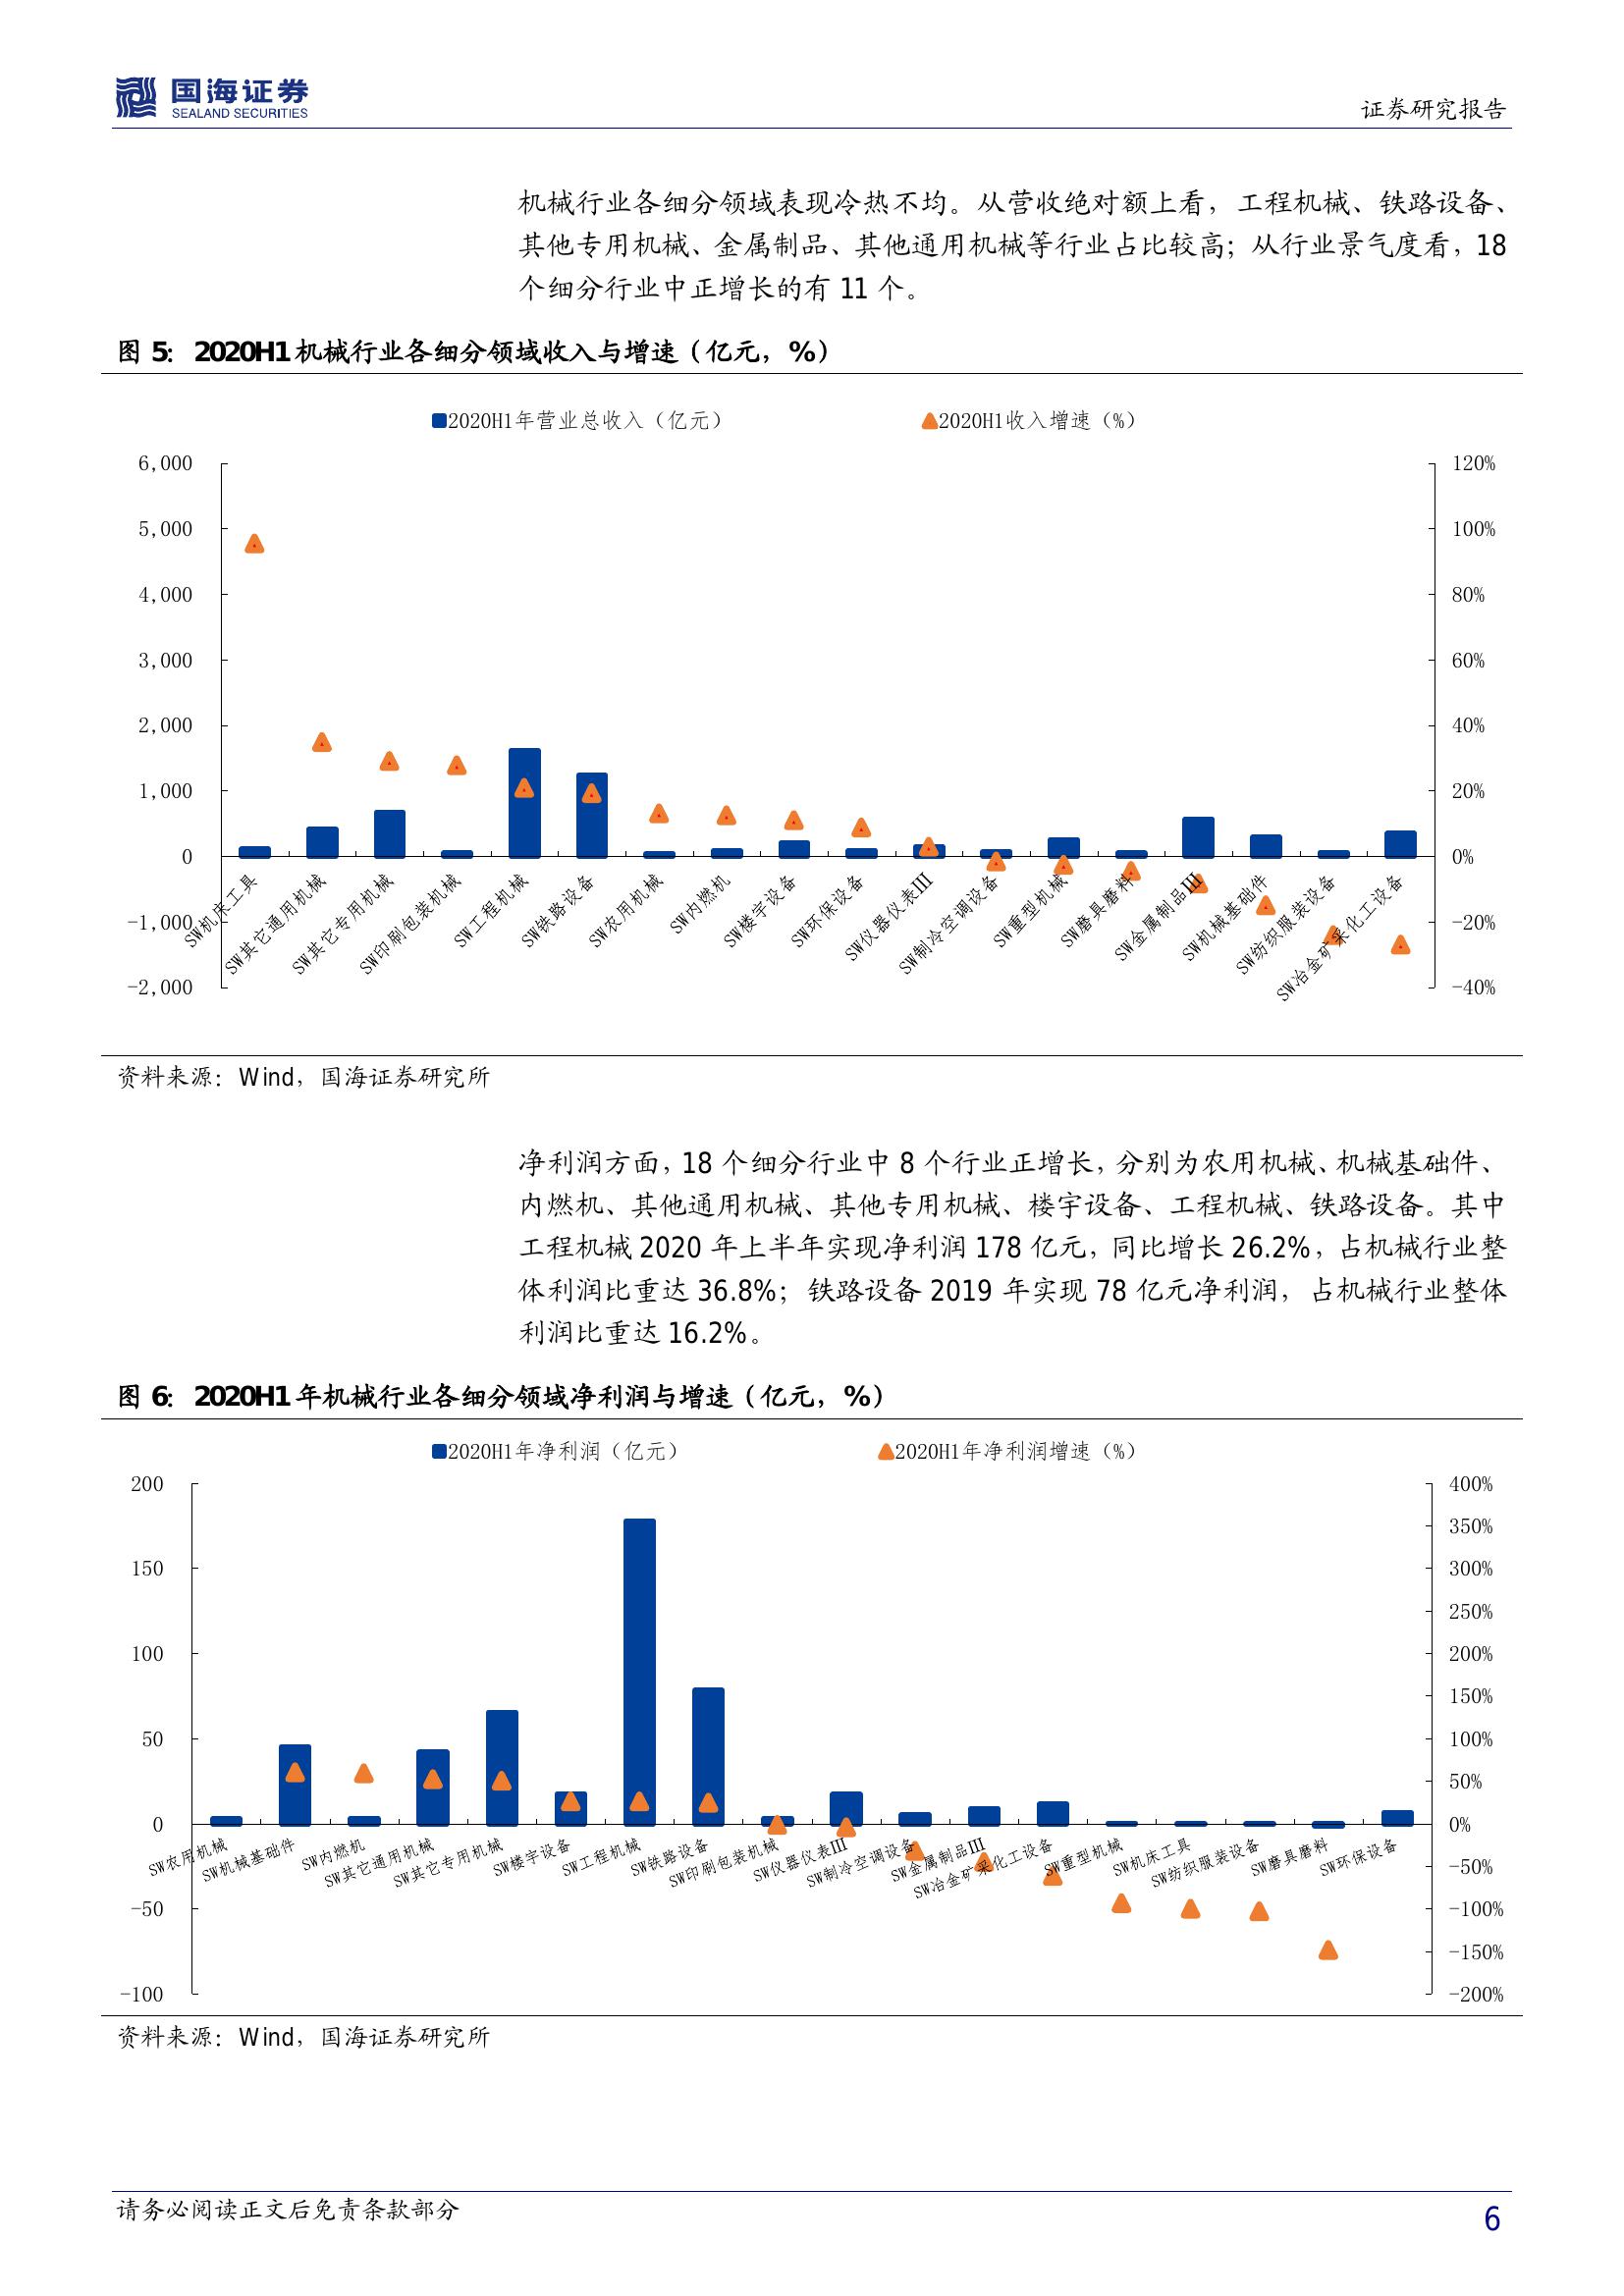 国海证券
SEALAND SECURITIES
证券研究报告
机械行业各细分领域表现冷热不均。从营收绝对额上看，工程机械、铁路设备、
其他专用机械、金属制品、其他通用机械等行业占比较高；从行业景气度看，18
个细分行业中正增长的有 11 个。
图 5： 2020H1 机械行业各细分领域收入与增速（亿元，%）
2020H1年营业总收入（亿元）
2020H1收入增速（%）
6,000
5,000
4,000
3,000
2,000
1,000
0
-1,000
-2,000
120%
100%
80%
60%
40%
20%
0%
-20%
-40%
SW机床工具
SW其它通用机械
SW其它专用机械
SW印刷包装机械
SW工程机械
SW铁路设备
SW农用机械
SW内燃机
SW楼宇设备
SW环保设备
SW仪器仪表Ⅲ
SW制冷空调设备
SW重型机械
SW磨具磨料
SW金属制品Ⅲ
SW机械基础件
SW纺织服装设备
SW冶金矿采化工设备
资料来源：Wind，国海证券研究所
净利润方面，18 个细分行业中 8 个行业正增长，分别为农用机械、机械基础件、
内燃机、其他通用机械、其他专用机械、楼宇设备、工程机械、铁路设备。其中
工程机械 2020 年上半年实现净利润 178 亿元，同比增长 26.2%，占机械行业整
体利润比重达 36.8%；铁路设备 2019 年实现 78 亿元净利润，占机械行业整体
利润比重达 16.2%。
图 6： 2020H1 年机械行业各细分领域净利润与增速（亿元，%）
2020H1年净利润（亿元）
2020H1年净利润增速（%）
200
150
100
50
0
-50
-100
400%
350%
300%
250%
200%
150%
100%
50%
0%
-50%
-100%
-150%
-200%
SW农用机械
SW机械基础件
SW内燃机
SW其它通用机械
SW其它专用机械
SW楼宇设备
SW工程机械
SW铁路设备
SW印刷包装机械
SW仪器仪表Ⅲ
SW制冷空调设备
SW金属制品Ⅲ
SW冶金矿采化工设备
SW重型机械
SW机床工具
SW纺织服装设备
SW磨具磨料
SW环保设备
资料来源：Wind，国海证券研究所
请务必阅读正文后免责条款部分
6